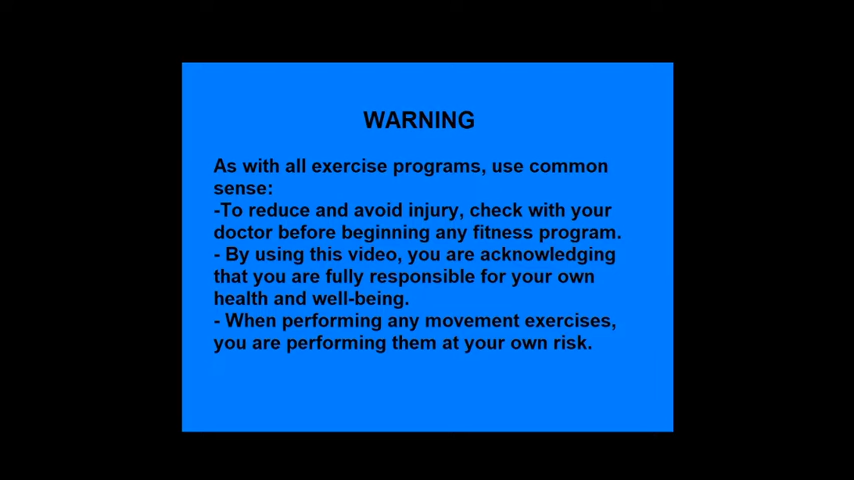 WARNING
As with all exercise programs, use common
sense:
-To reduce and avoid injury, check with your
doctor before beginning any fitness program.
- By using this video, you are acknowledging
that you are fully responsible for your own
health and well-being.
- When performing any movement exercises,
you are performing them at your own risk.